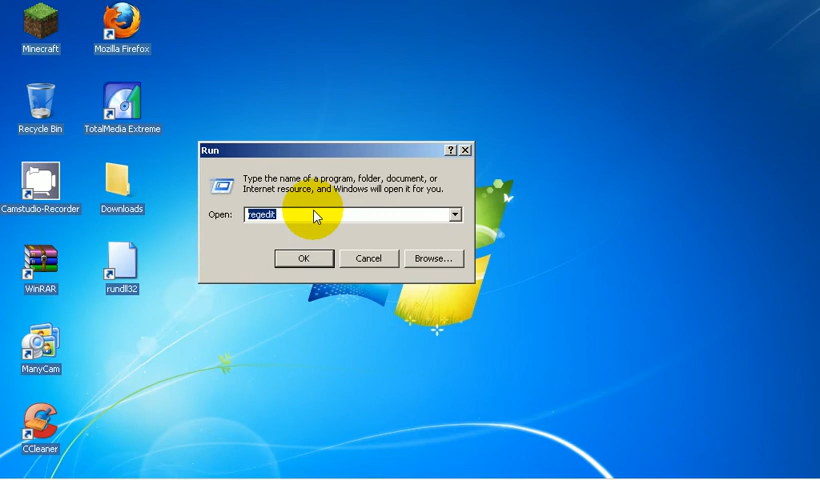 Minecraft
Mozilla Firefox
Recycle Bin
TotalMedia Extreme
Camstudio-Recorder
Downloads
WinRAR
rundll32
ManyCam
CCleaner
Run
Type the name of a program, folder, document, or
Internet resource, and Windows will open it for you.
Open:
regedit
OK
Cancel
Browse...